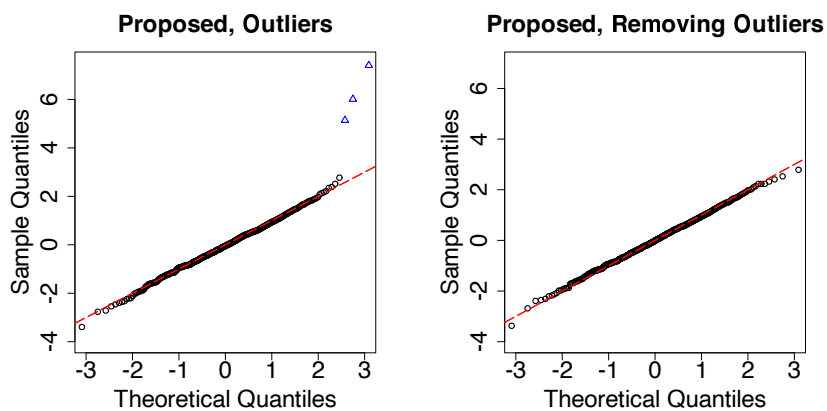 Proposed, Outliers
Proposed, Removing Outliers
Sample Quantiles
6
4
2
0
-2
-4
-3 -2 -1 0 1 2 3
Theoretical Quantiles
Sample Quantiles
6
4
2
0
-2
-4
-3 -2 -1 0 1 2 3
Theoretical Quantiles